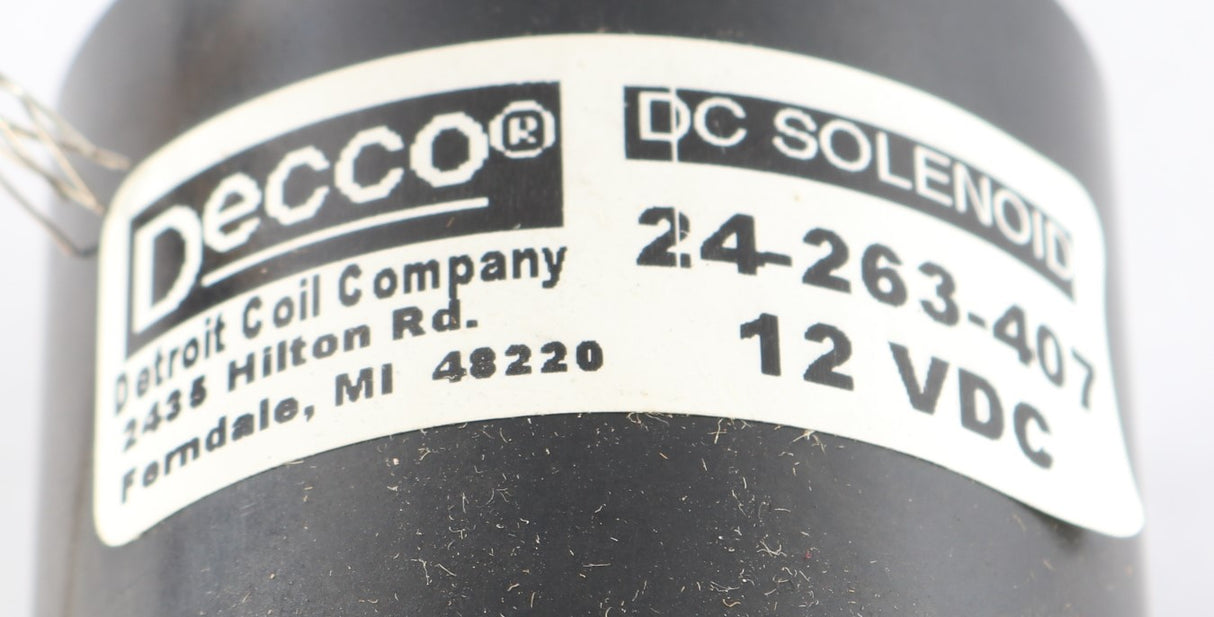 Decco®
Detroit Coil Company
2435 Hilton Rd.
Ferndale, MI 48220
DC SOLENOID
24-263-407
12 VDC